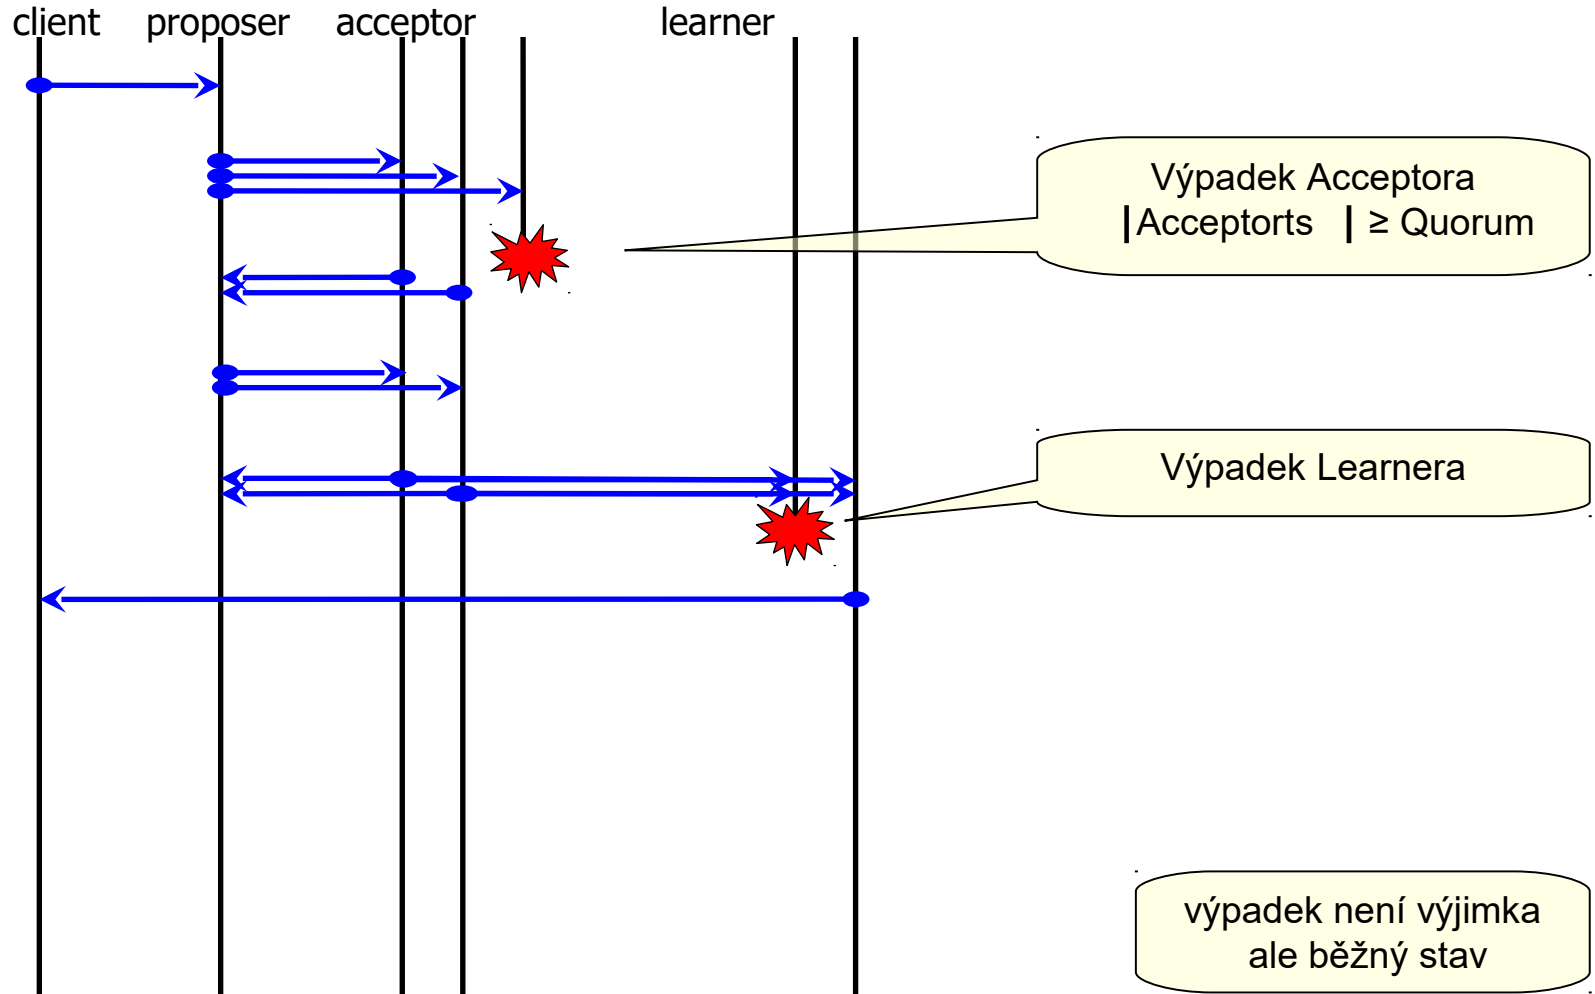 client proposer acceptor learner
Výpadek Acceptora
|Acceptorts | ≥ Quorum
Výpadek Learnera
výpadek není výjimka
ale běžný stav